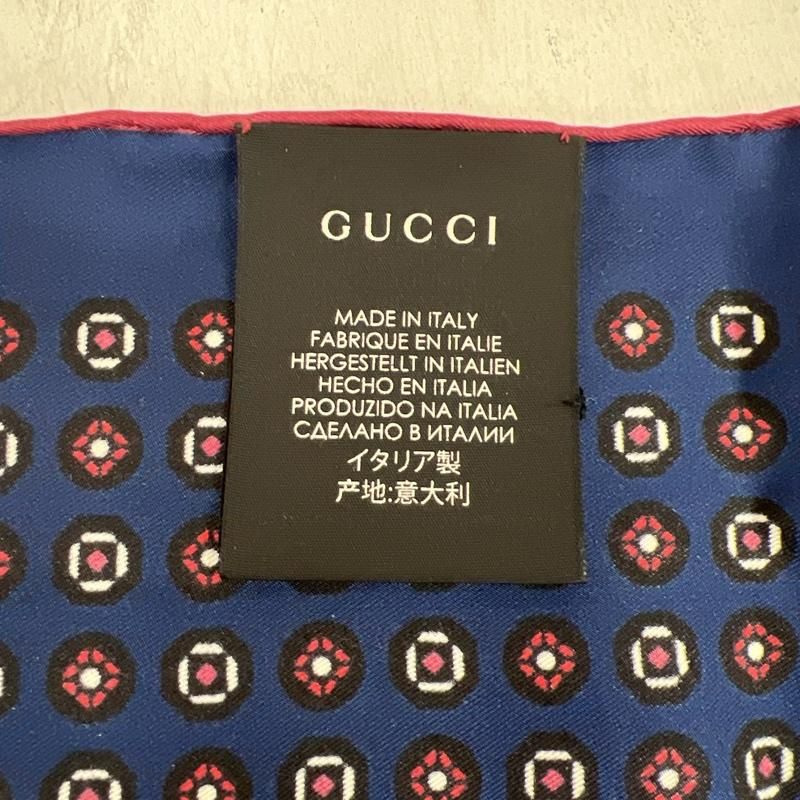 GUCCI
MADE IN ITALY
FABRIQUE EN ITALIE
HERGESTELLT IN ITALIEN
HECHO EN ITALIA
PRODUZIDO NA ITALIA
СДЕЛАНО В ИТАЛИИ
イタリア製
产地:意大利